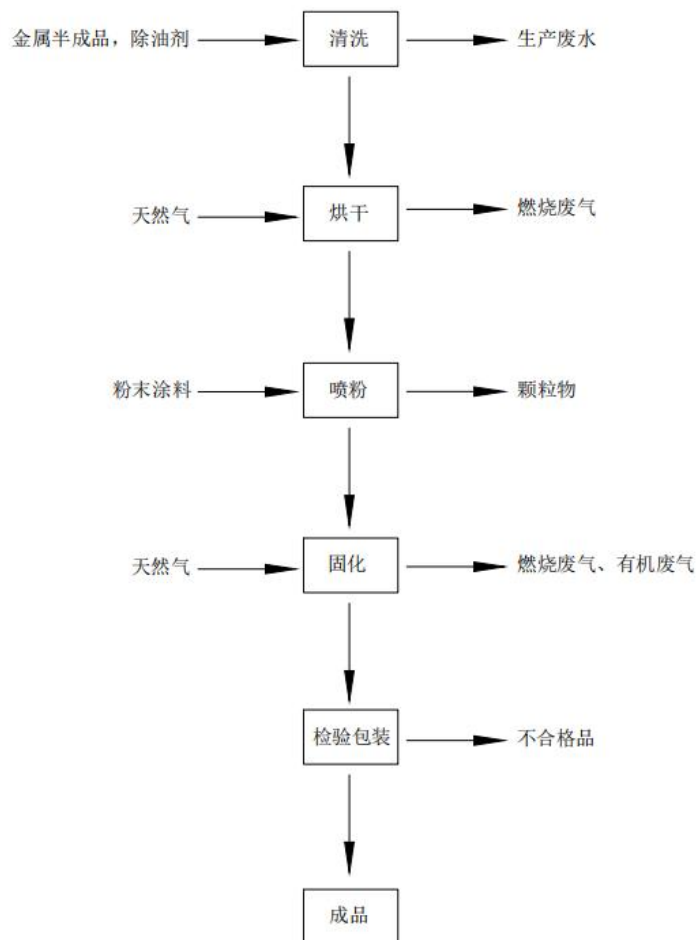 金属半成品，除油剂
清洗
生产废水
天然气
烘干
燃烧废气
粉末涂料
喷粉
颗粒物
天然气
固化
燃烧废气、有机废气
检验包装
不合格品
成品